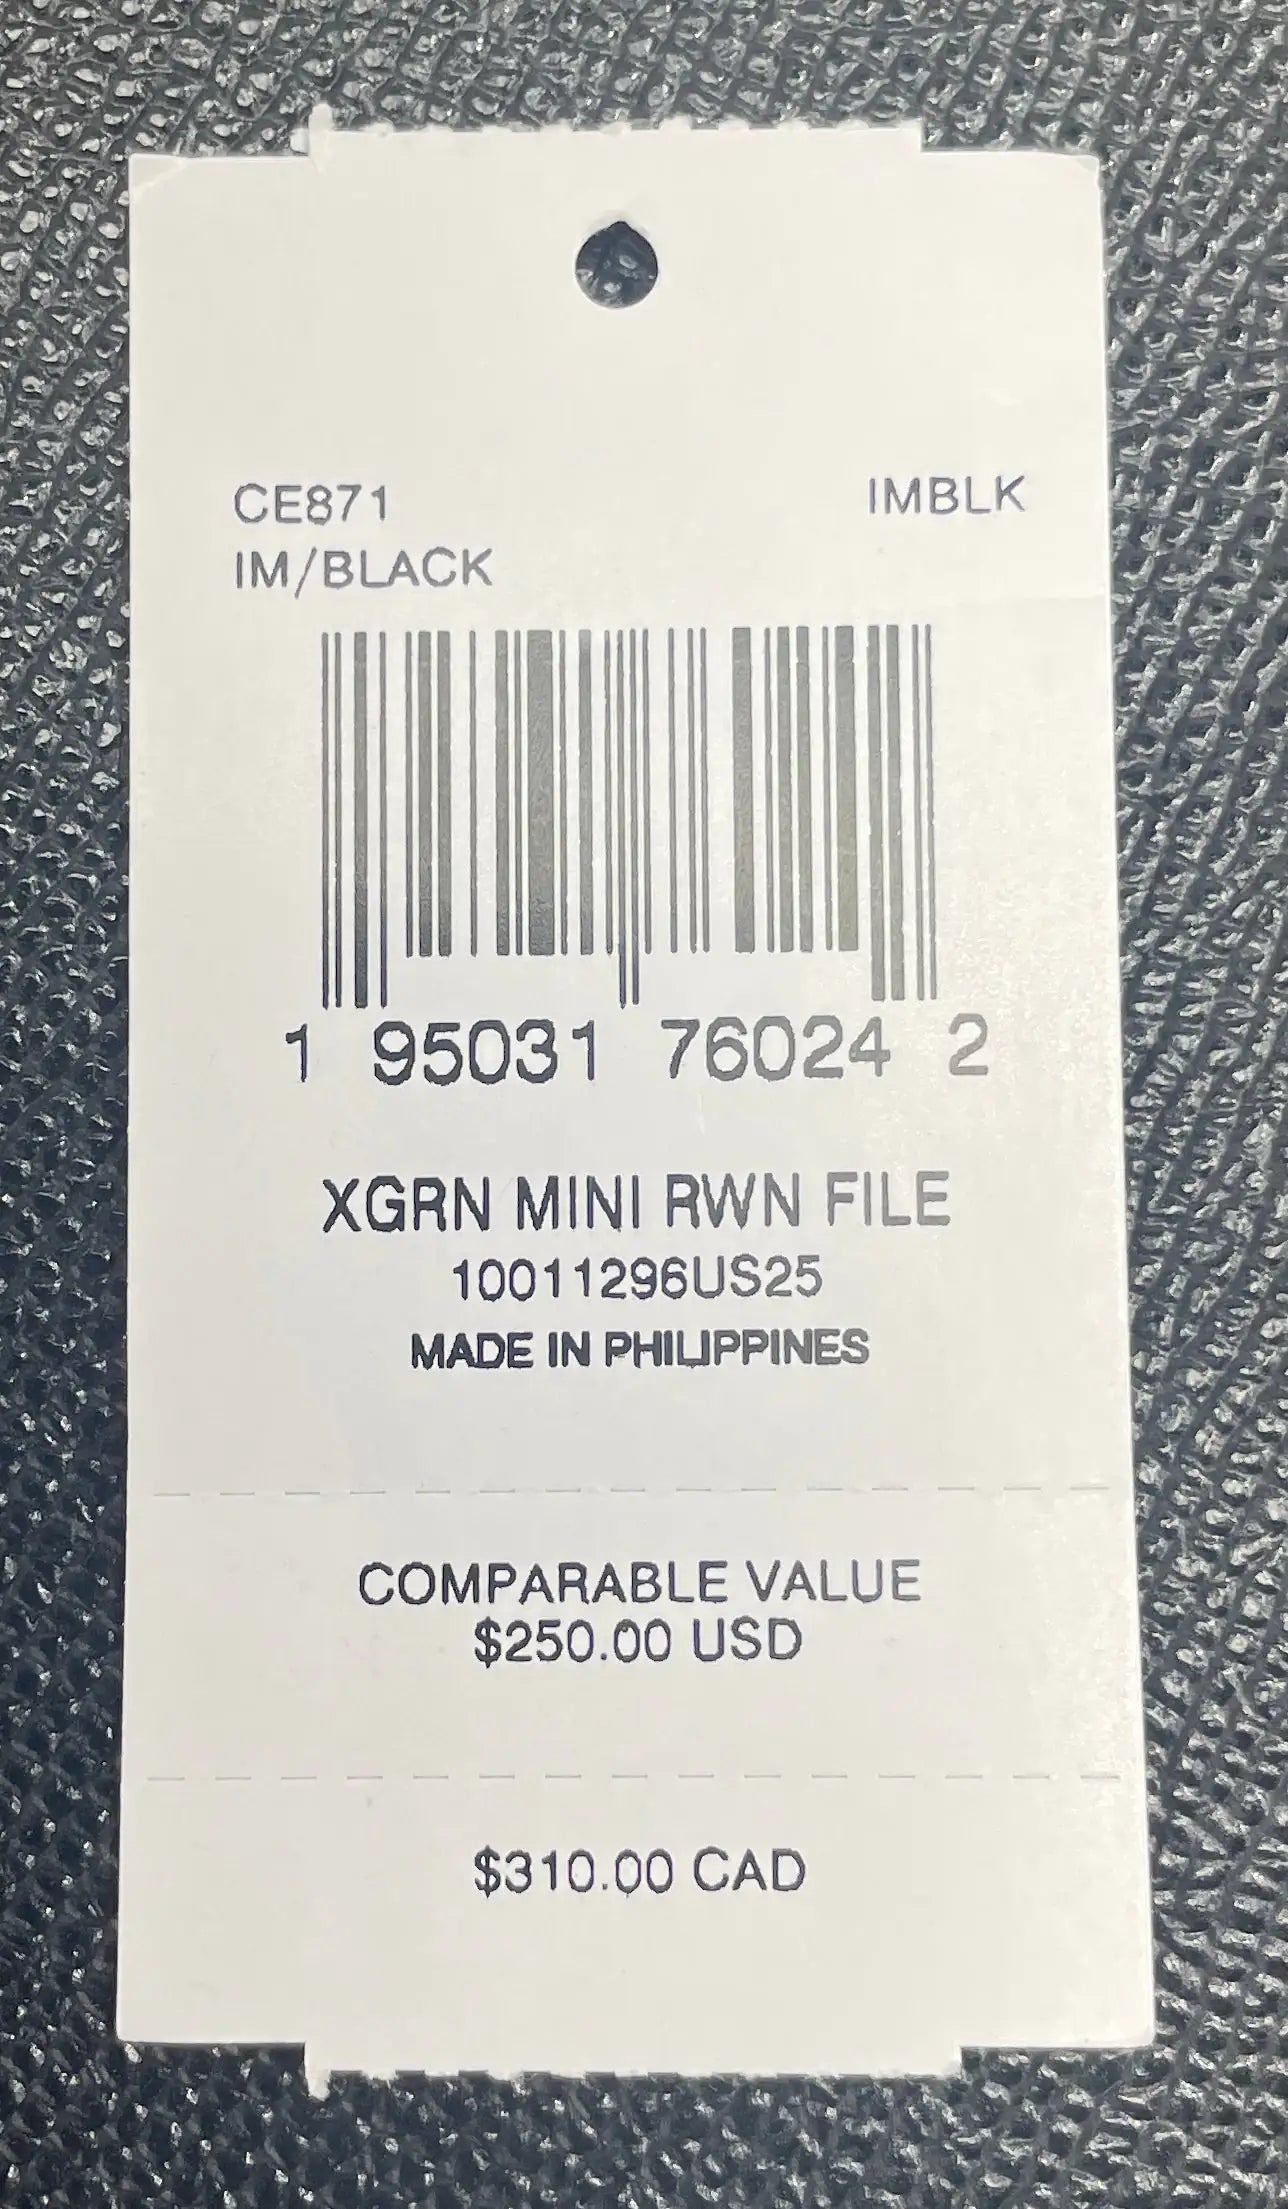 CE871 IMBLK
IM/BLACK
1 95031 76024 2
XGRN MINI RWN FILE
10011296US25
MADE IN PHILIPPINES
COMPARABLE VALUE
$250.00 USD
$310.00 CAD